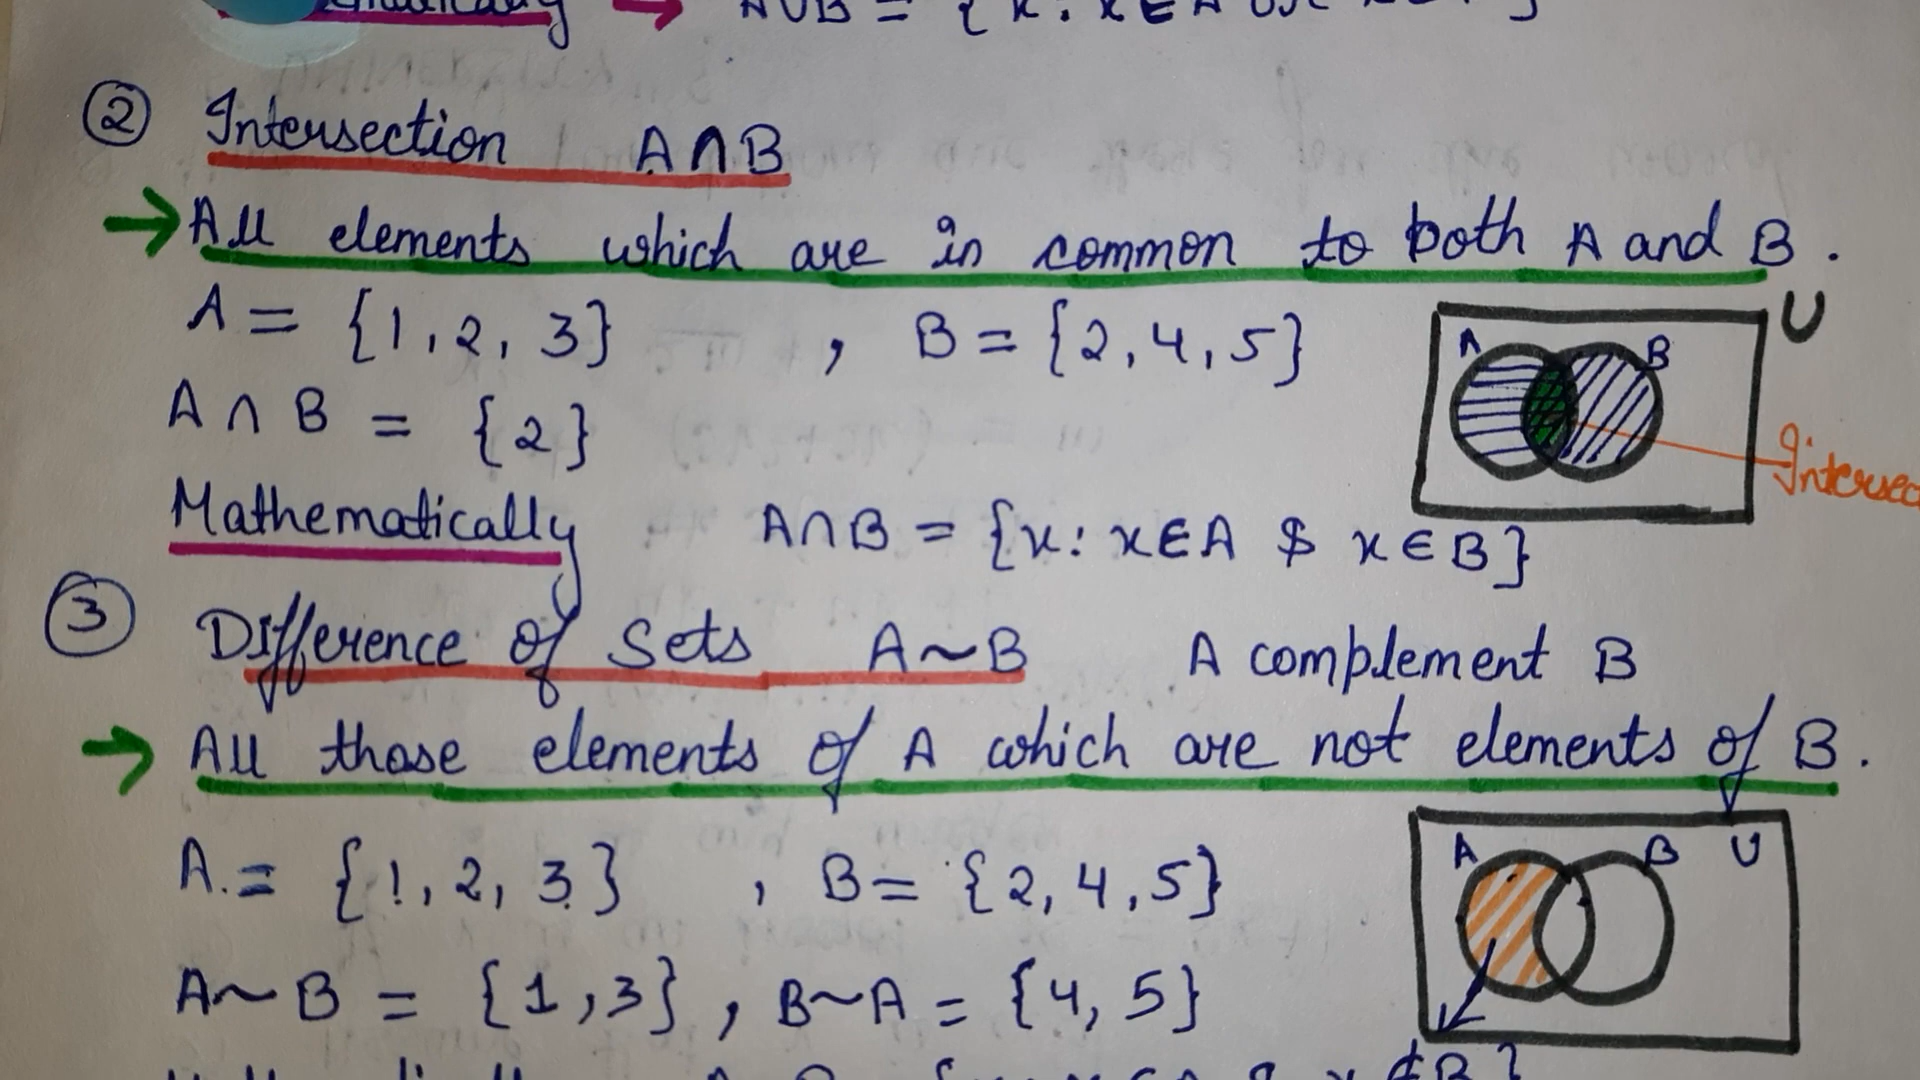 A∪B = {x : x∈A or
② Intersection A∩B
→ All elements which are in common to both A and B.
A = {1, 2, 3} , B = {2, 4, 5}
U
A B
A ∩ B = {2}
Intersec
Mathematically A∩B = {x: x∈A $ x∈B}
③ Difference of Sets A~B A complement B
→ All those elements of A which are not elements of B.
A = {1, 2, 3} , B = {2, 4, 5}
A B U
A~B = {1, 3} , B~A = {4, 5}